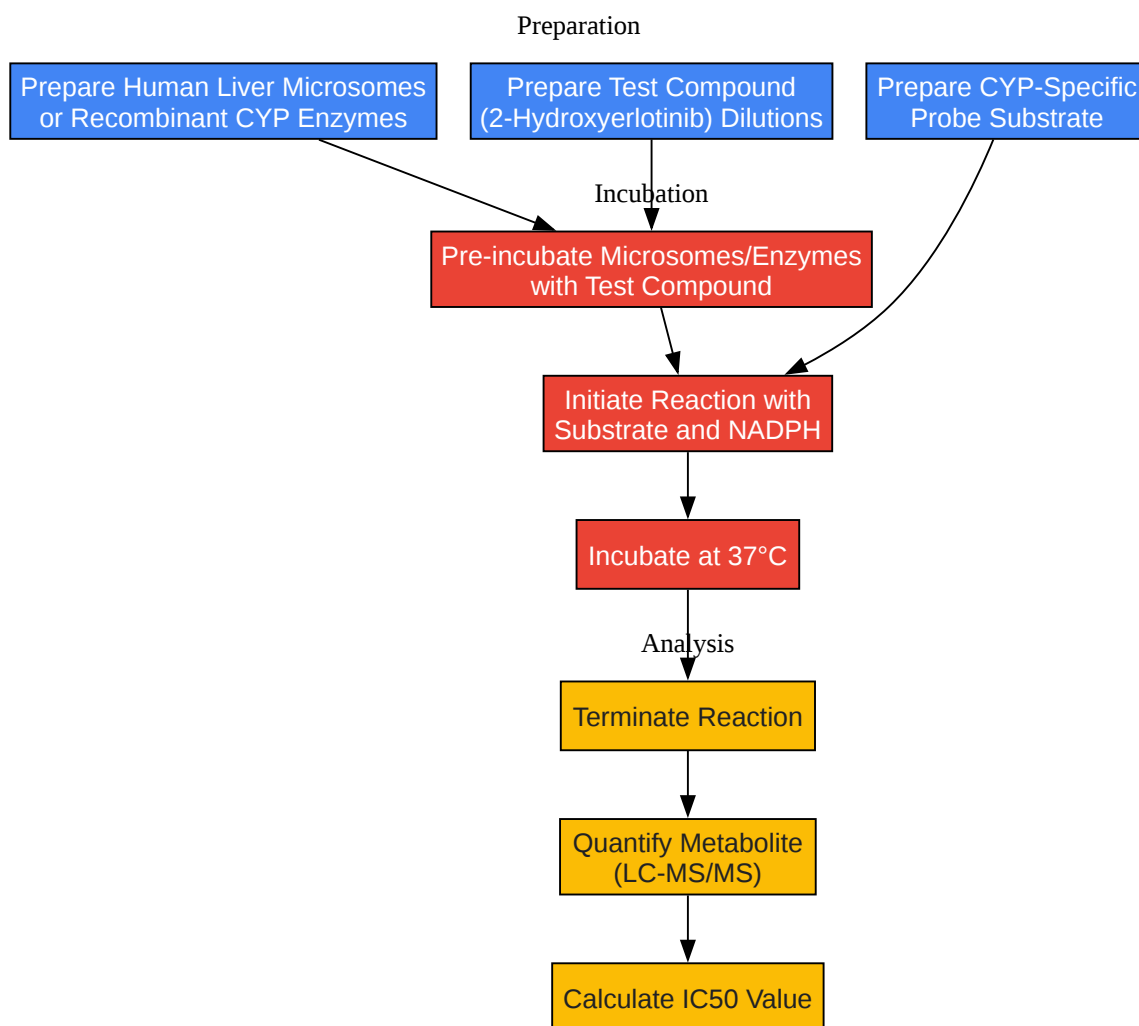 Preparation
Prepare Human Liver Microsomes
or Recombinant CYP Enzymes
Prepare Test Compound
(2-Hydroxyerlotinib) Dilutions
Prepare CYP-Specific
Probe Substrate
Incubation
Pre-incubate Microsomes/Enzymes
with Test Compound
Initiate Reaction with
Substrate and NADPH
Incubate at 37°C
Analysis
Terminate Reaction
Quantify Metabolite
(LC-MS/MS)
Calculate IC50 Value